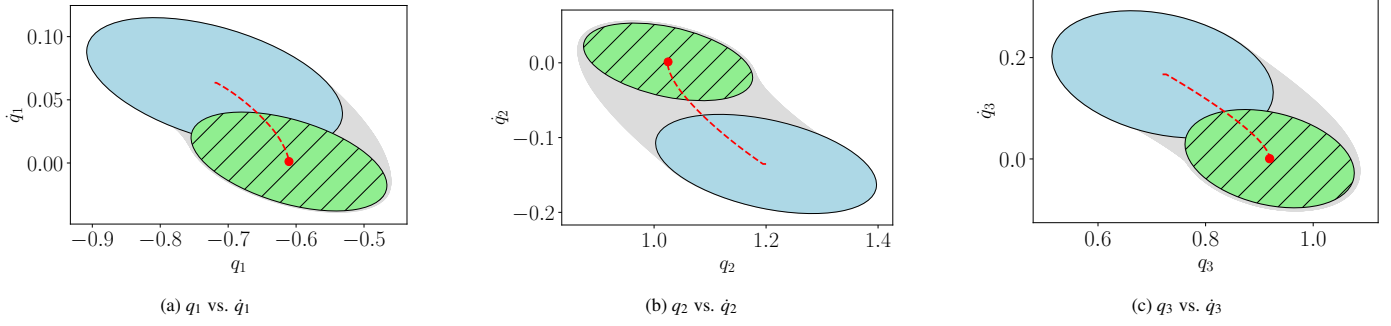 0.10
0.05
0.00
q̇₁
−0.9 −0.8 −0.7 −0.6 −0.5
q₁
(a) q₁ vs. q̇₁
0.0
−0.1
−0.2
q̇₂
1.0 1.2 1.4
q₂
(b) q₂ vs. q̇₂
0.2
0.0
q̇₃
0.6 0.8 1.0
q₃
(c) q₃ vs. q̇₃